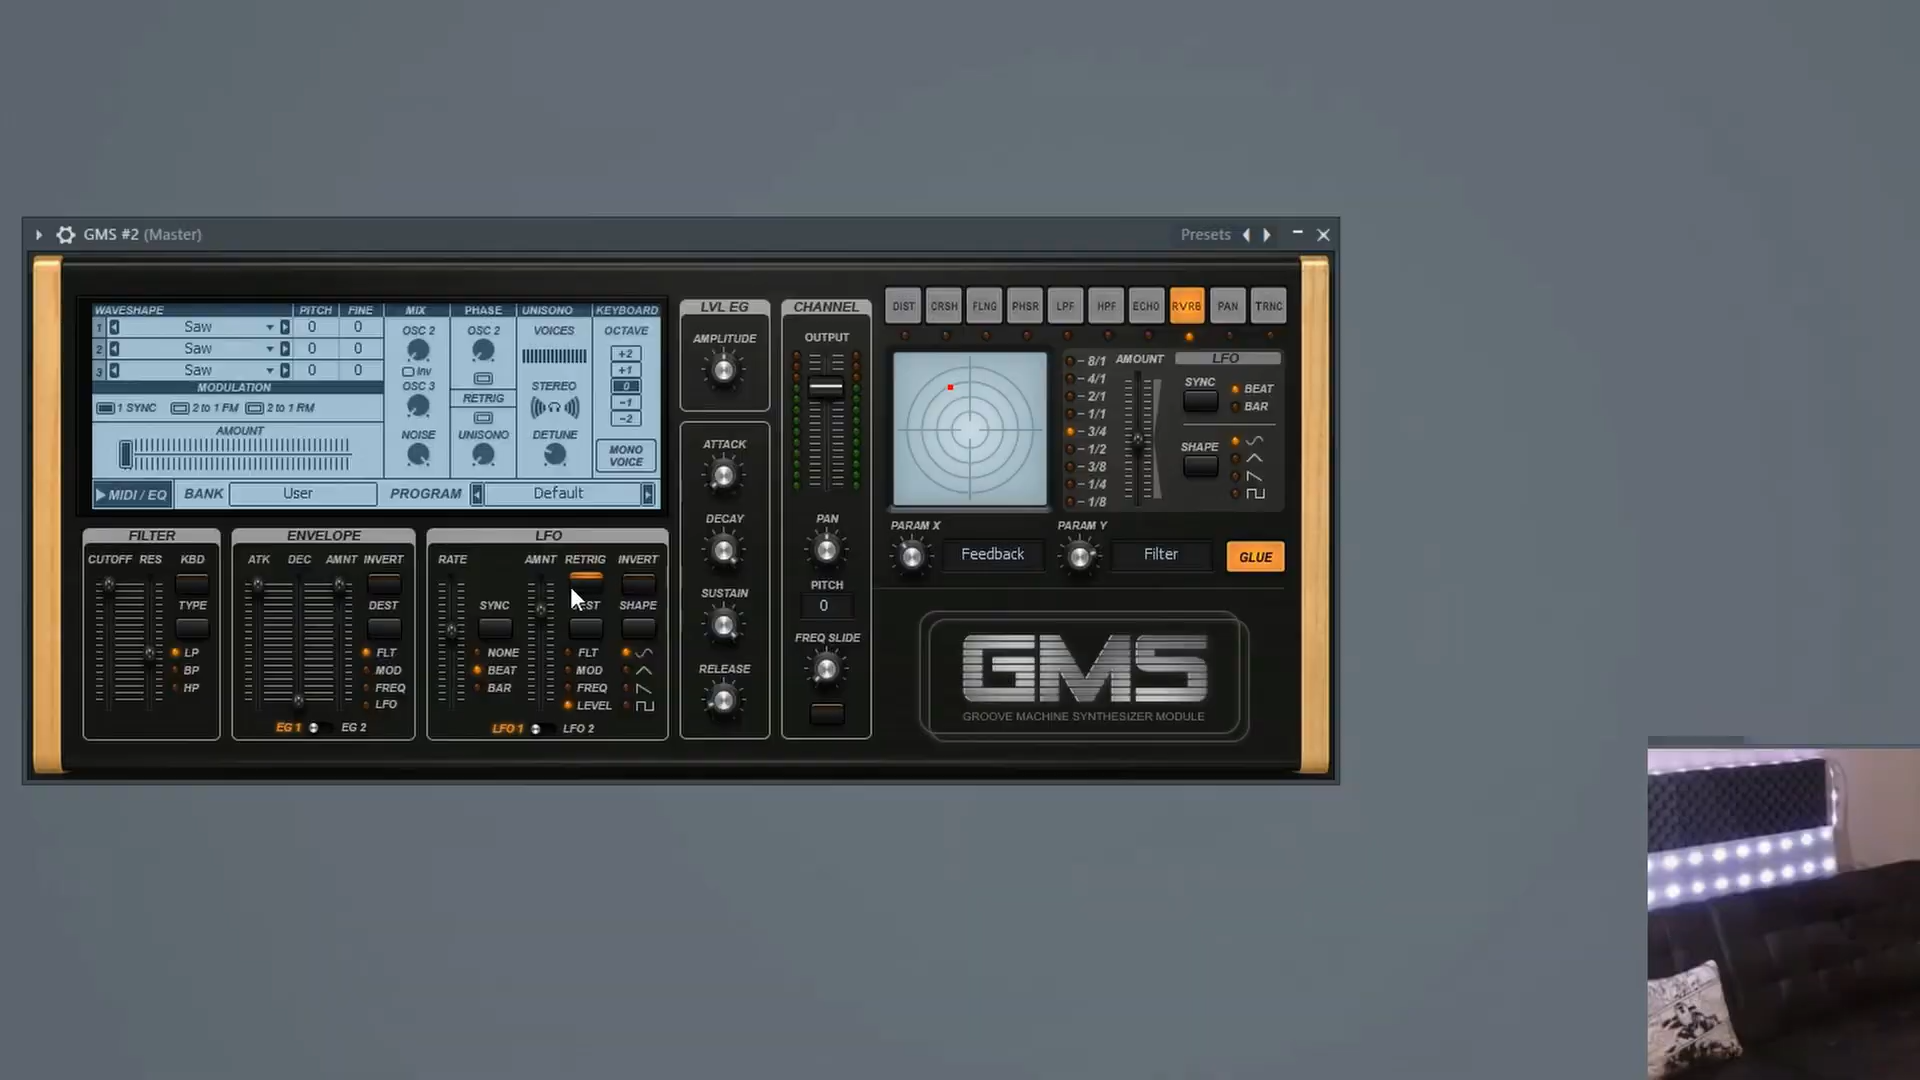 GMS #2 (Master)
Presets
WAVESHAPE PITCH FINE MIX PHASE UNISONO KEYBOARD
1 Saw 0 0
2 Saw 0 0
3 Saw 0 0
OSC 2 OSC 2 VOICES OCTAVE
+2
+1
0
-1
-2
Inv
OSC 3
MODULATION
RETRIG
STEREO
1 SYNC 2 to 1 FM 2 to 1 RM
AMOUNT
NOISE UNISONO DETUNE
MONO
VOICE
MIDI / EQ BANK User PROGRAM Default
FILTER
CUTOFF RES KBD
TYPE
LP
BP
HP
ENVELOPE
ATK DEC AMNT INVERT
DEST
FLT
MOD
FREQ
LFO
EG 1 EG 2
LFO
RATE AMNT RETRIG INVERT
SYNC SHAPE
NONE FLT
BEAT MOD
BAR FREQ
LEVEL
LFO 1 LFO 2
LVL EG
AMPLITUDE
ATTACK
DECAY
SUSTAIN
RELEASE
CHANNEL
OUTPUT
PAN
PITCH
0
FREQ SLIDE
DIST CRSH FLNG PHSR LPF HPF ECHO RVRB PAN TRNC
8/1
4/1
2/1
1/1
3/4
1/2
3/8
1/4
1/8
AMOUNT
LFO
SYNC
BEAT
BAR
SHAPE
PARAM X PARAM Y
Feedback Filter GLUE
GMS
GROOVE MACHINE SYNTHESIZER MODULE